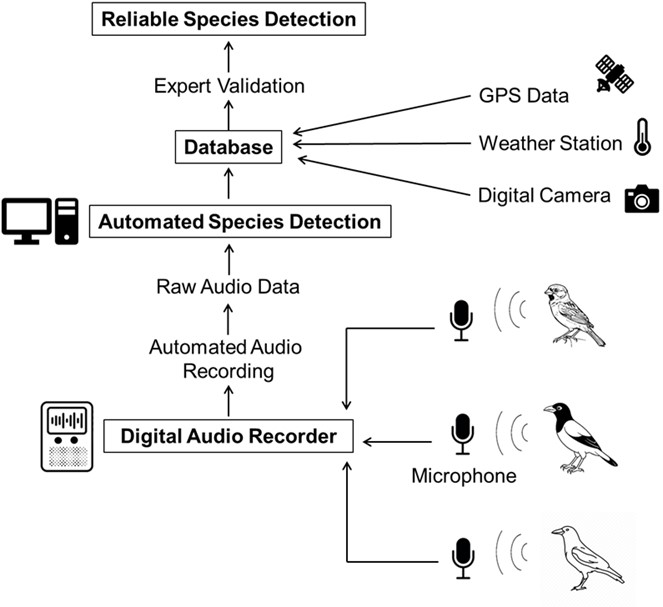 Reliable Species Detection
Expert Validation
GPS Data
Database
Weather Station
Digital Camera
Automated Species Detection
Raw Audio Data
Automated Audio
Recording
Digital Audio Recorder
Microphone